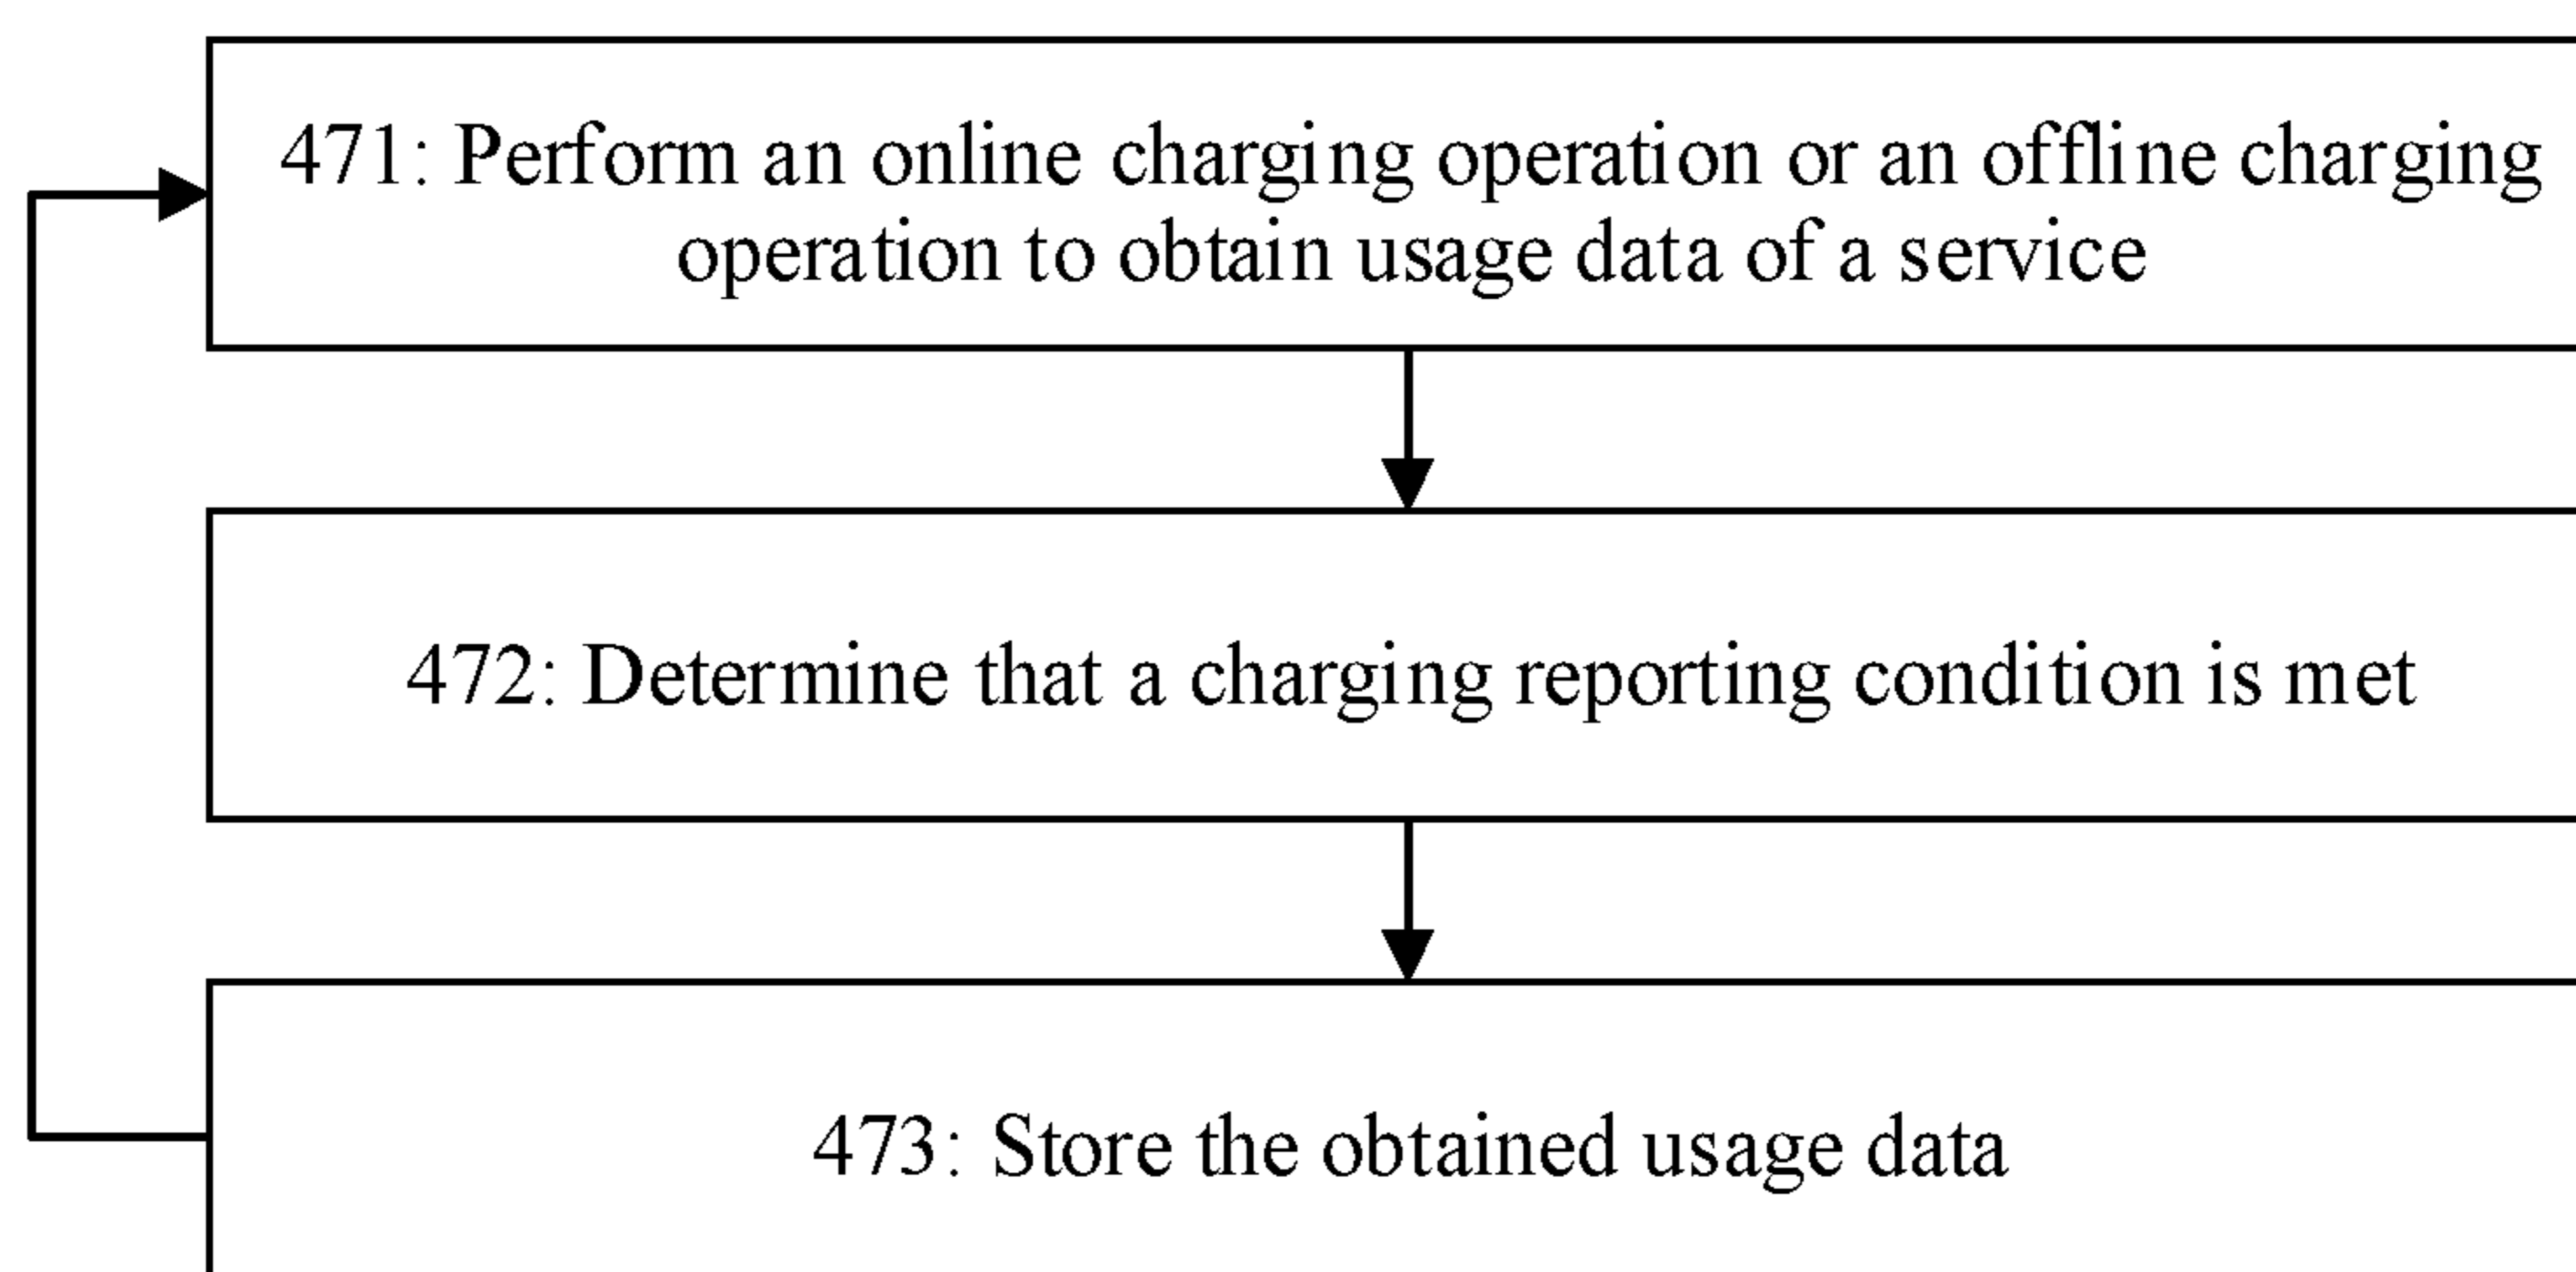 471: Perform an online charging operation or an offline charging
operation to obtain usage data of a service
472: Determine that a charging reporting condition is met
473: Store the obtained usage data